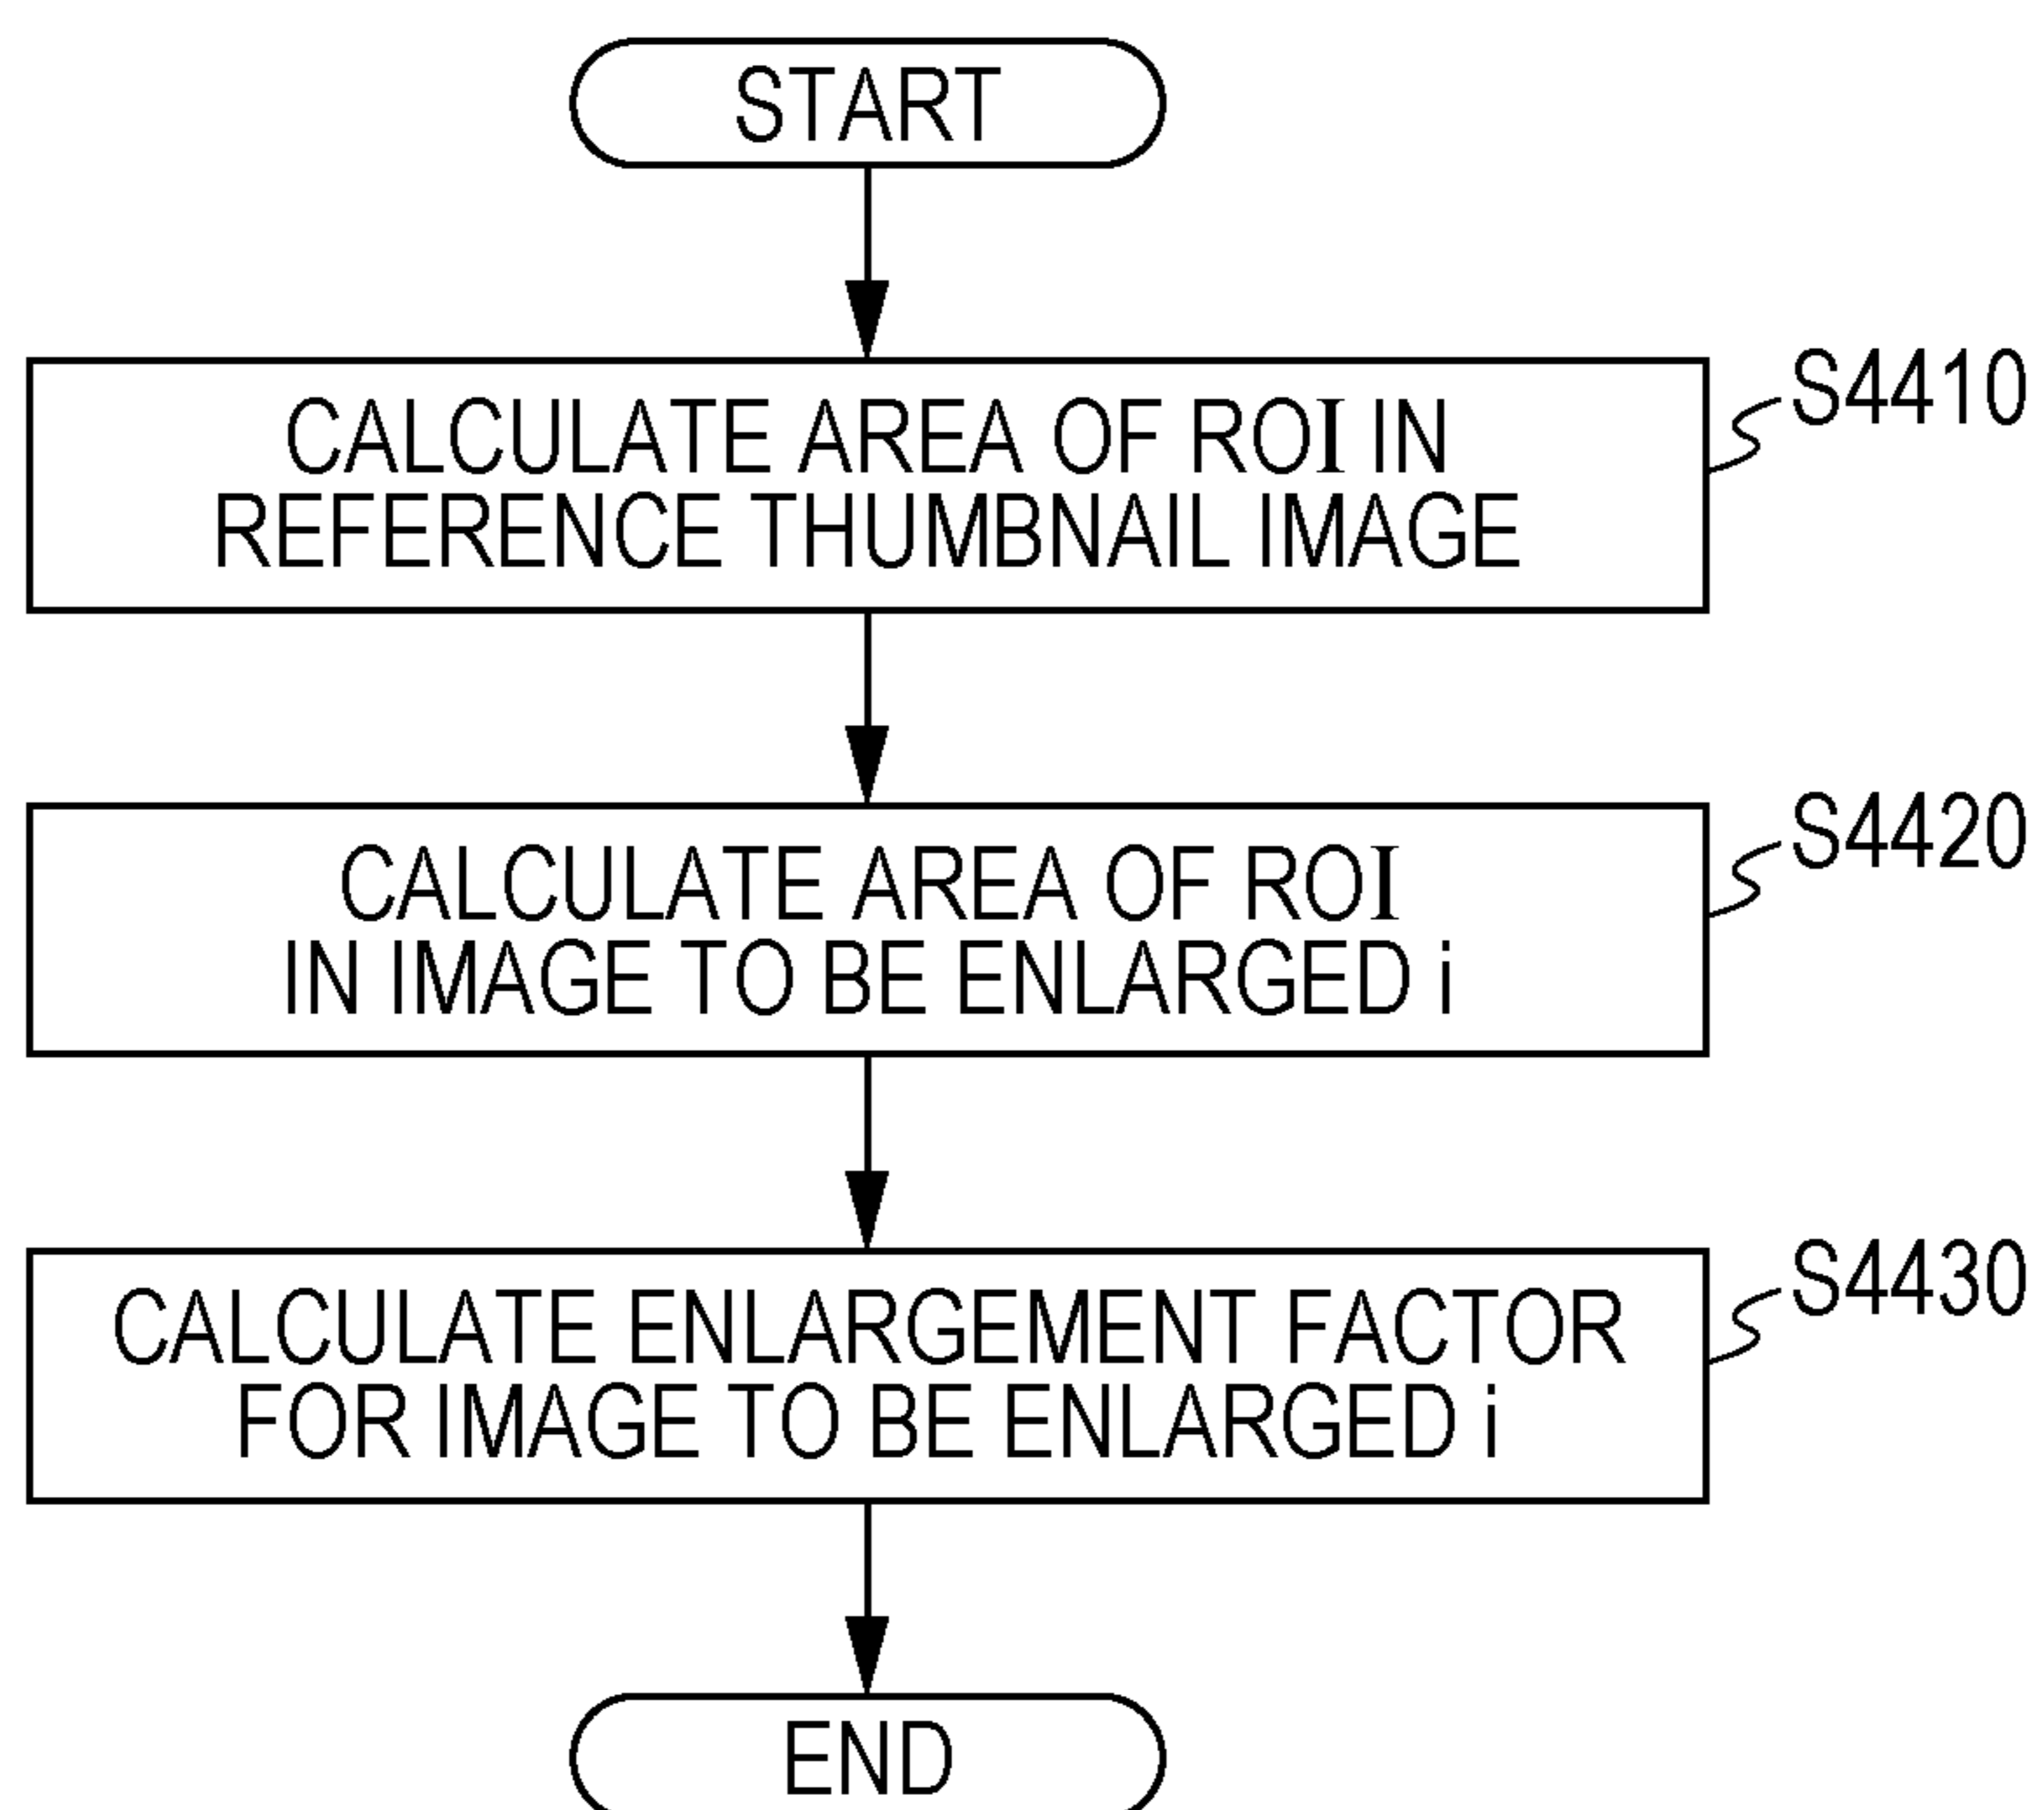 START
S4410
CALCULATE AREA OF ROI IN
REFERENCE THUMBNAIL IMAGE
S4420
CALCULATE AREA OF ROI
IN IMAGE TO BE ENLARGED i
S4430
CALCULATE ENLARGEMENT FACTOR
FOR IMAGE TO BE ENLARGED i
END